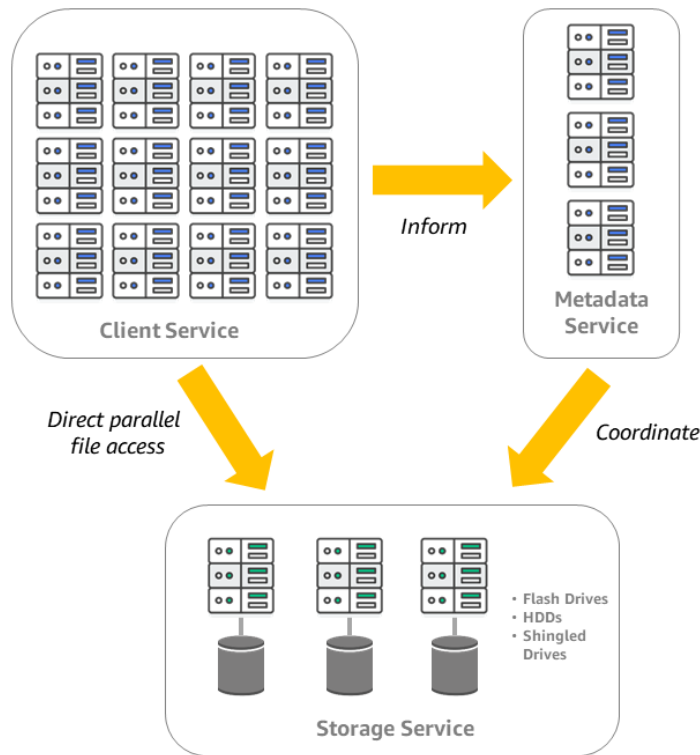 Client Service
Inform
Metadata
Service
Direct parallel
file access
Coordinate
• Flash Drives
• HDDs
• Shingled
Drives
Storage Service